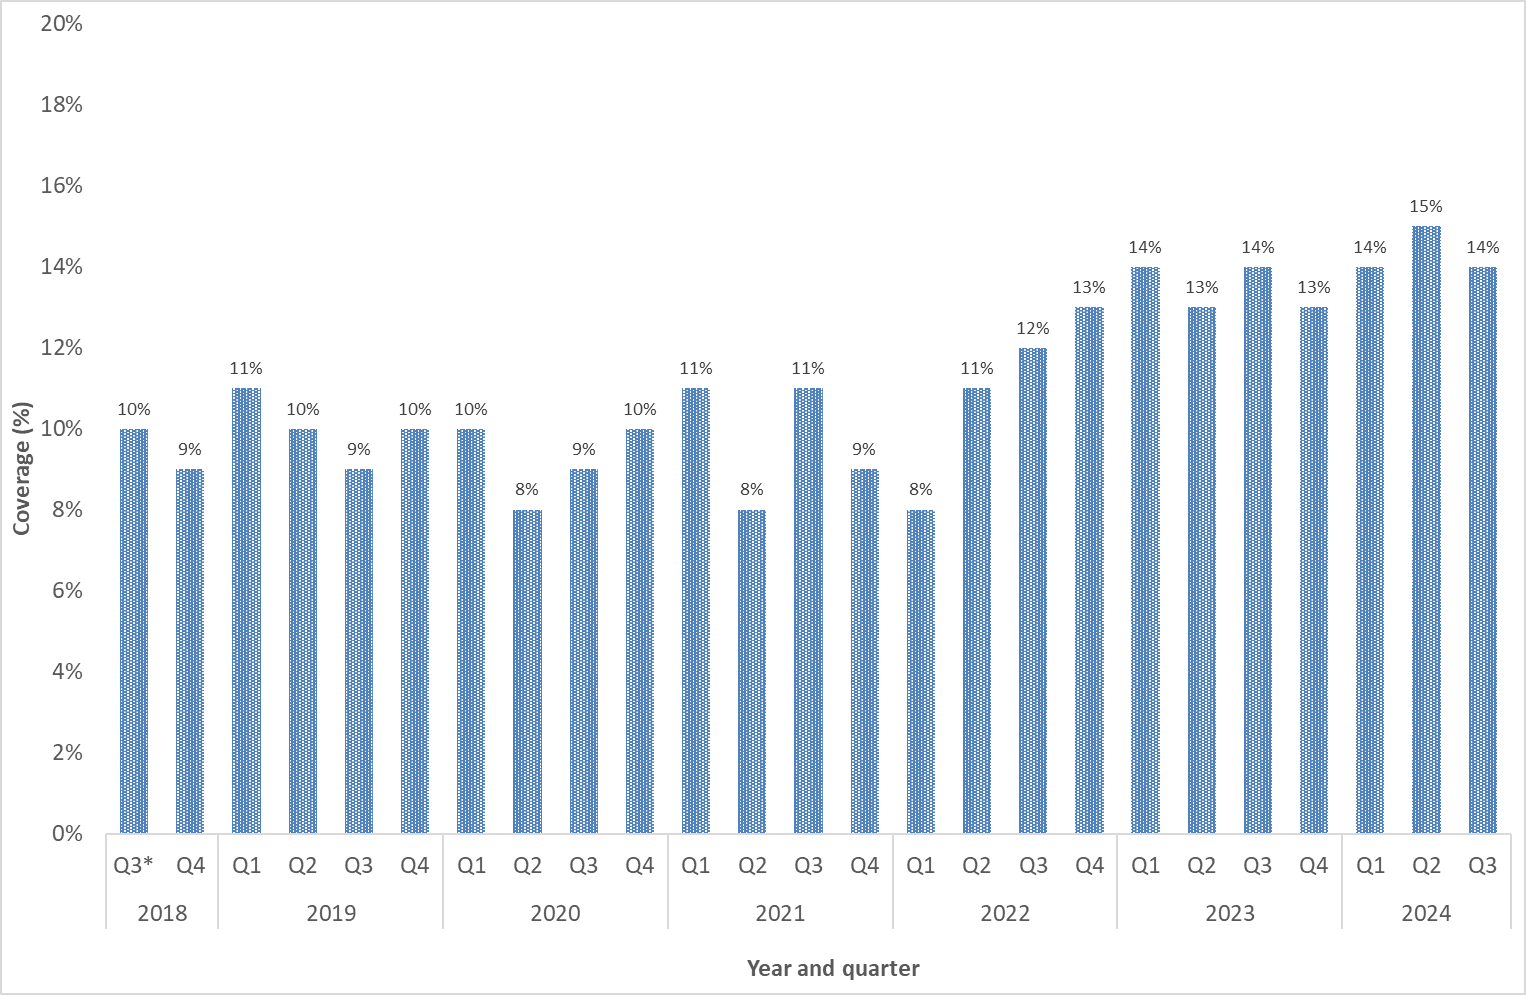 20%
18%
16%
14%
12%
10%
8%
6%
4%
2%
0%
Coverage (%)
10% 9% 11% 10% 9% 10% 10% 8% 9% 10% 11% 8% 11% 9% 8% 11% 12% 13% 14% 13% 14% 13% 14% 15% 14%
Q3* Q4 Q1 Q2 Q3 Q4 Q1 Q2 Q3 Q4 Q1 Q2 Q3 Q4 Q1 Q2 Q3 Q4 Q1 Q2 Q3 Q4 Q1 Q2 Q3
2018 2019 2020 2021 2022 2023 2024
Year and quarter